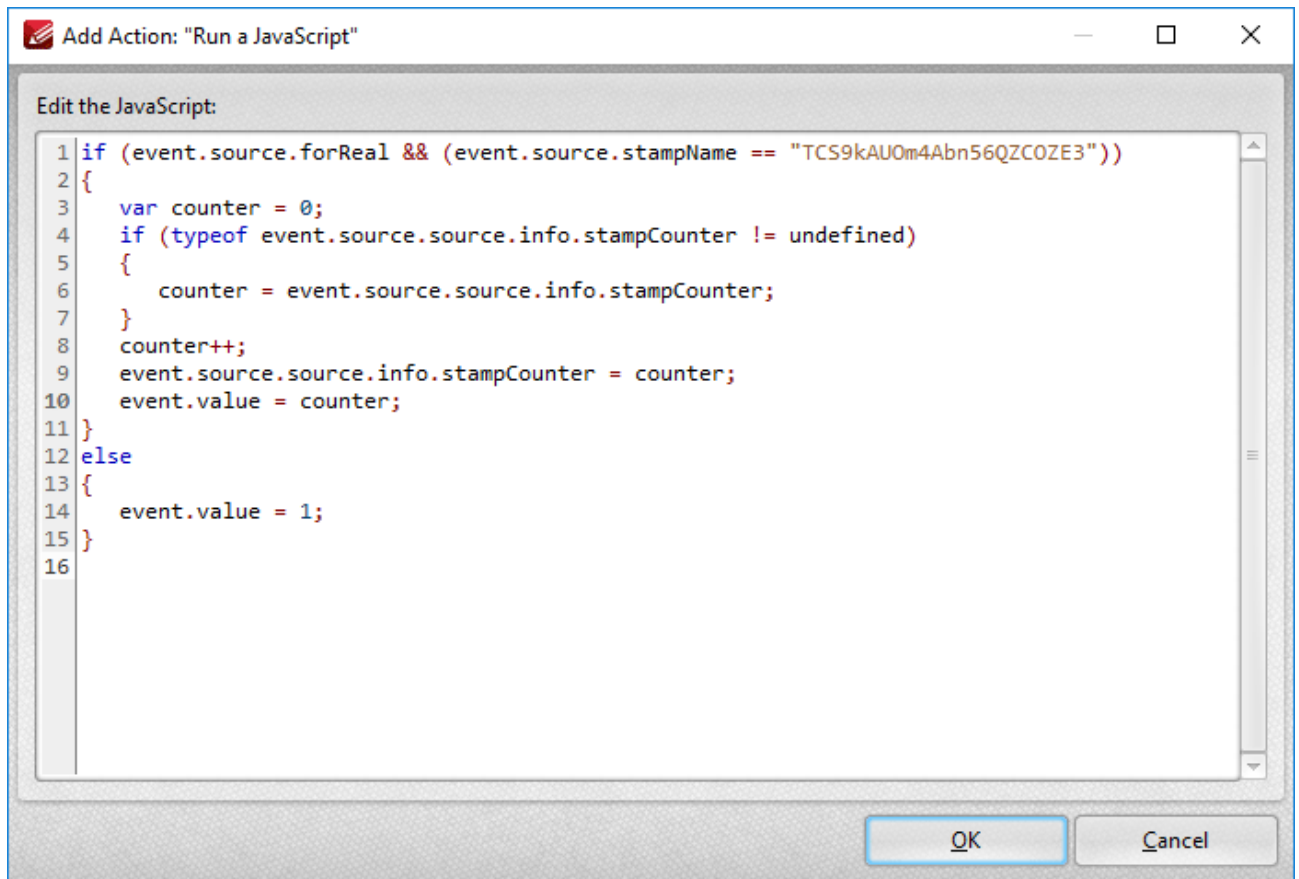 Add Action: "Run a JavaScript"
Edit the JavaScript:
1 if (event.source.forReal && (event.source.stampName == "TCS9kAUOm4Abn56QZCOZE3"))
2 {
3    var counter = 0;
4    if (typeof event.source.source.info.stampCounter != undefined)
5    {
6       counter = event.source.source.info.stampCounter;
7    }
8    counter++;
9    event.source.source.info.stampCounter = counter;
10    event.value = counter;
11 }
12 else
13 {
14    event.value = 1;
15 }
16
OK Cancel